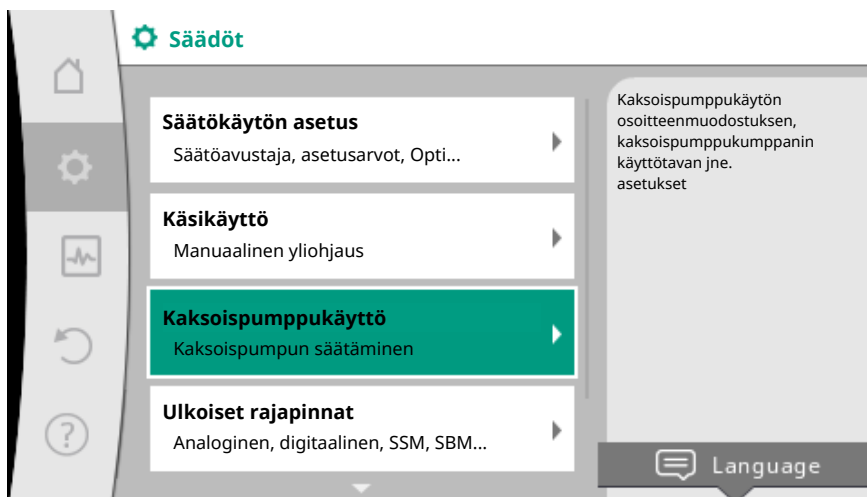 Säädöt
Säätökäytön asetus
Säätöavustaja, asetusarvot, Opti...
Käsikäyttö
Manuaalinen yliohjaus
Kaksoispumppukäyttö
Kaksoispumpun säätäminen
Ulkoiset rajapinnat
Analoginen, digitaalinen, SSM, SBM...
Kaksoispumppukäytön
osoitteenmuodostuksen,
kaksoispumppukumppanin
käyttötavan jne.
asetukset
Language